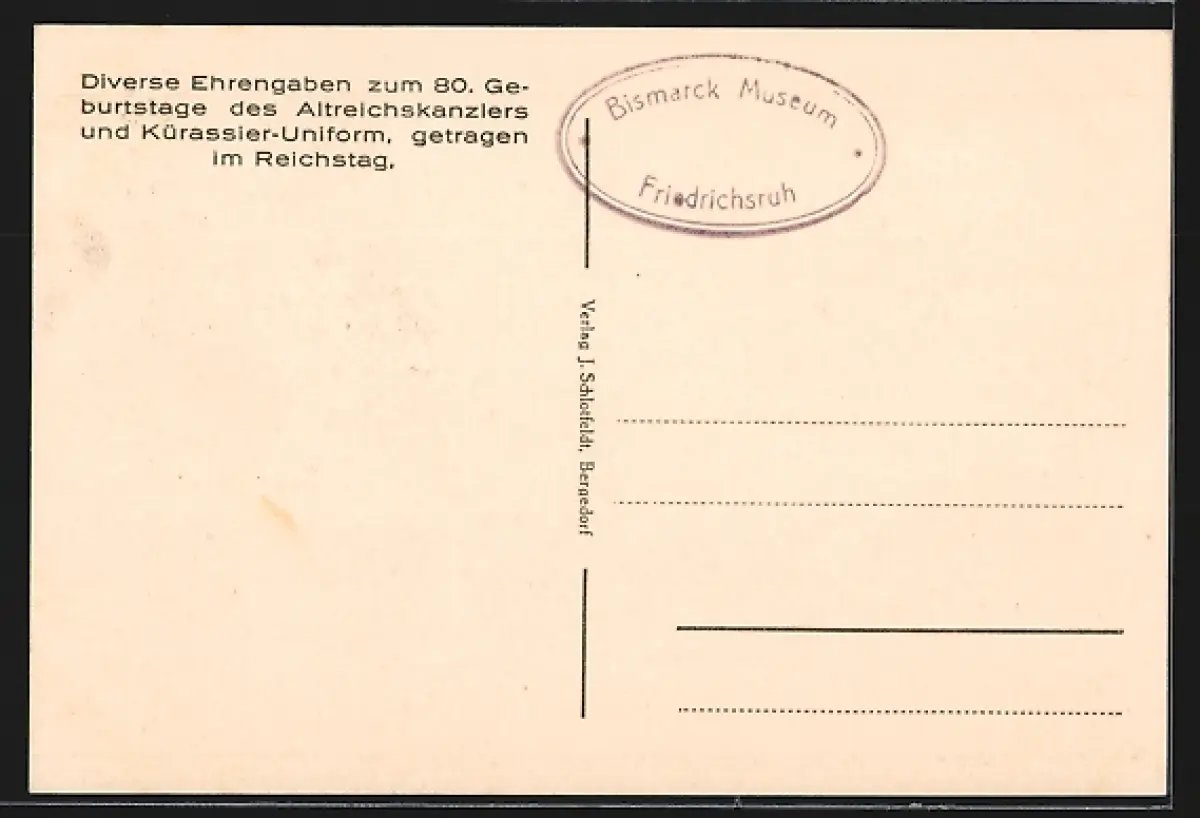 Diverse Ehrengaben zum 80. Ge-
burtstage des Altreichskanzlers
und Kürassier-Uniform, getragen
im Reichstag.
Bismarck Museum
Friedrichsruh
Verlag J. Schlotfeldt, Bergedorf